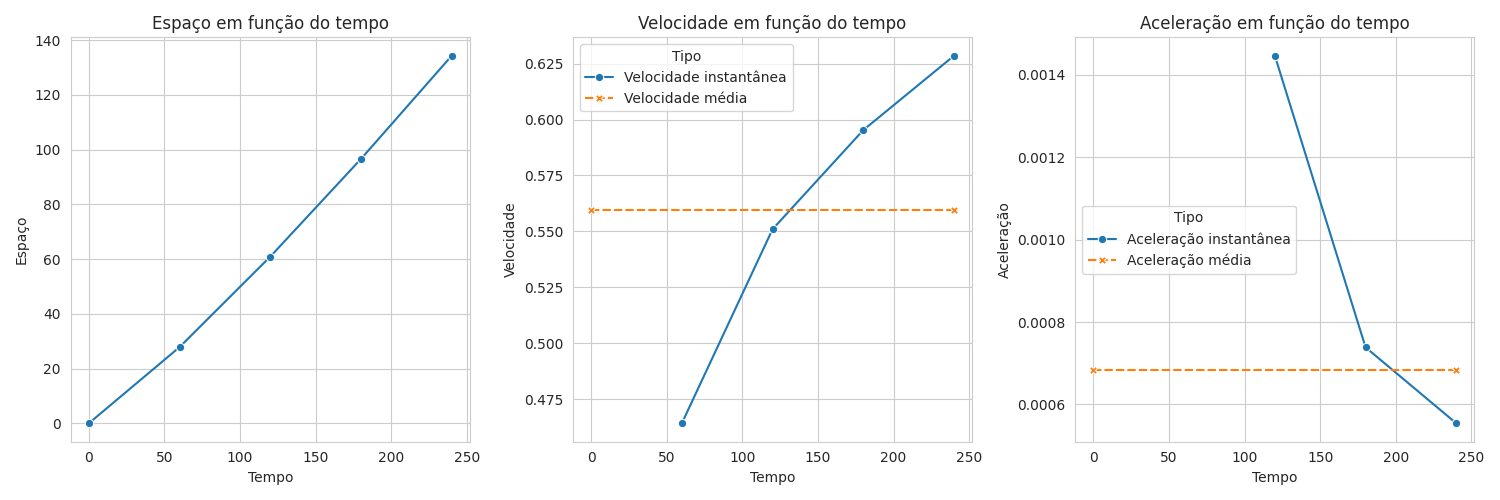 Espaço em função do tempo
140
120
100
80
60
40
20
0
Espaço
0
50
100
150
200
250
Tempo
Velocidade em função do tempo
Tipo
Velocidade instantânea
Velocidade média
0.625
0.600
0.575
0.550
0.525
0.500
0.475
Velocidade
0
50
100
150
200
250
Tempo
Aceleração em função do tempo
0.0014
0.0012
0.0010
0.0008
0.0006
Aceleração
Tipo
Aceleração instantânea
Aceleração média
0
50
100
150
200
250
Tempo